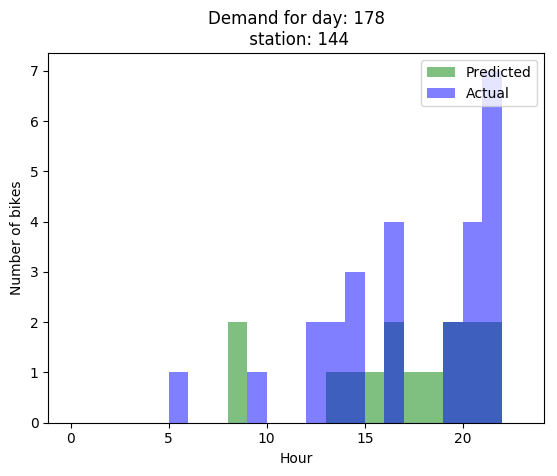 Demand for day: 178
station: 144
Predicted
Actual
Number of bikes
7
6
5
4
3
2
1
0
0 5 10 15 20
Hour